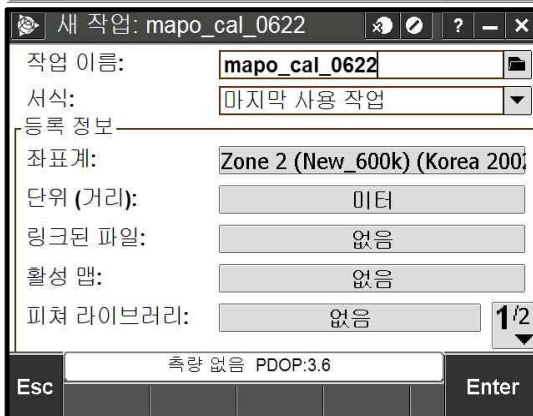 새 작업: mapo_cal_0622 ? – ×
작업 이름: mapo_cal_0622
서식: 마지막 사용 작업
등록 정보
좌표계: Zone 2 (New_600k) (Korea 2002
단위 (거리): 미터
링크된 파일: 없음
활성 맵: 없음
피쳐 라이브러리: 없음 1/2
측량 없음 PDOP:3.6
Esc Enter